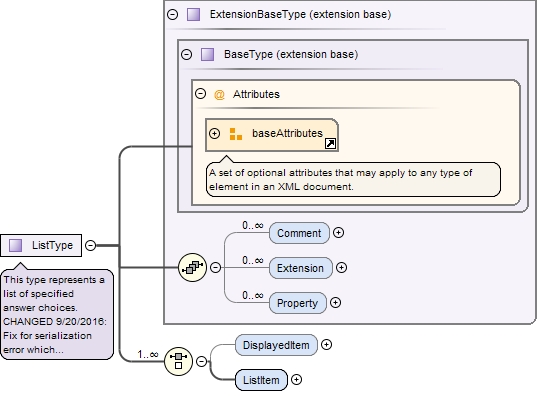 ExtensionBaseType (extension base)
BaseType (extension base)
@ Attributes
baseAttributes
A set of optional attributes that may apply to any type of
element in an XML document.
0..∞
Comment
ListType
0..∞
Extension
This type represents a
list of specified
answer choices.
CHANGED 9/20/2016:
Fix for serialization
error which...
0..∞
Property
DisplayedItem
1..∞
ListItem